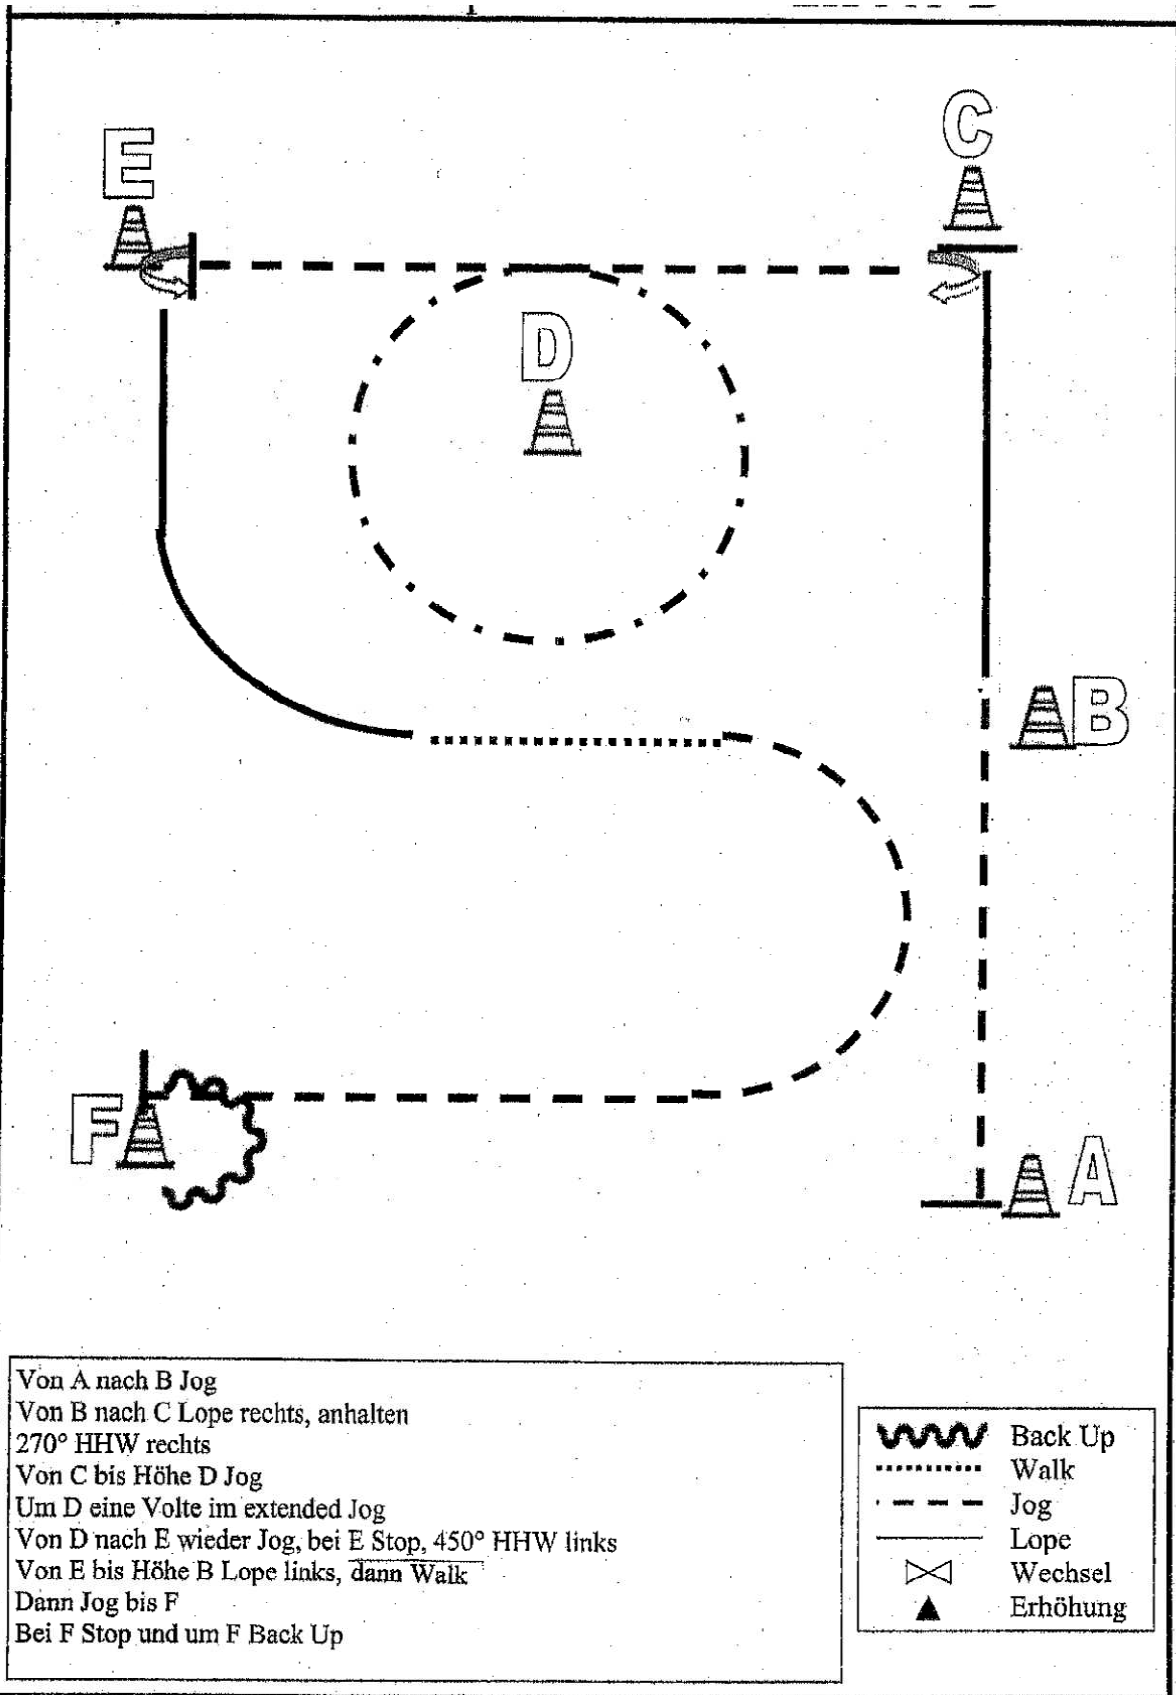 C
E
D
B
F
A
Von A nach B Jog
Von B nach C Lope rechts, anhalten
270° HHW rechts
Von C bis Höhe D Jog
Um D eine Volte im extended Jog
Von D nach E wieder Jog, bei E Stop, 450° HHW links
Von E bis Höhe B Lope links, dann Walk
Dann Jog bis F
Bei F Stop und um F Back Up
Back Up
Walk
Jog
Lope
Wechsel
Erhöhung